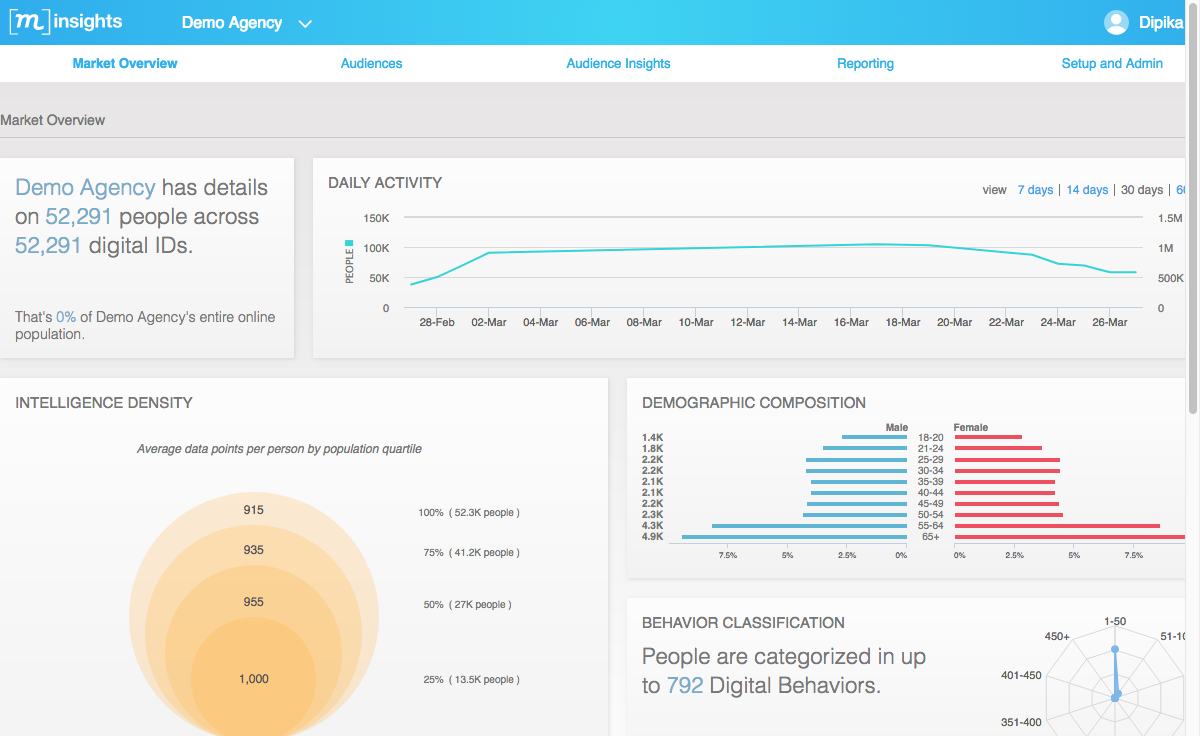 [m] insights
Demo Agency
Dipika
Market Overview
Audiences
Audience Insights
Reporting
Setup and Admin
Market Overview
Demo Agency has details
on 52,291 people across
52,291 digital IDs.
That's 0% of Demo Agency's entire online
population.
DAILY ACTIVITY
view 7 days | 14 days | 30 days |
150K
100K
50K
0
PEOPLE
1.5M
1M
500K
0
28-Feb 02-Mar 04-Mar 06-Mar 08-Mar 10-Mar 12-Mar 14-Mar 16-Mar 18-Mar 20-Mar 22-Mar 24-Mar 26-Mar
INTELLIGENCE DENSITY
Average data points per person by population quartile
915 100% ( 52.3K people )
935 75% ( 41.2K people )
955 50% ( 27K people )
1,000 25% ( 13.5K people )
DEMOGRAPHIC COMPOSITION
Male Female
1.4K 18-20
1.8K 21-24
2.2K 25-29
2.2K 30-34
2.1K 35-39
2.1K 40-44
2.2K 45-49
2.3K 50-54
4.3K 55-64
4.9K 65+
7.5% 5% 2.5% 0% 0% 2.5% 5% 7.5%
BEHAVIOR CLASSIFICATION
People are categorized in up
to 792 Digital Behaviors.
1-50
450+
401-450
351-400